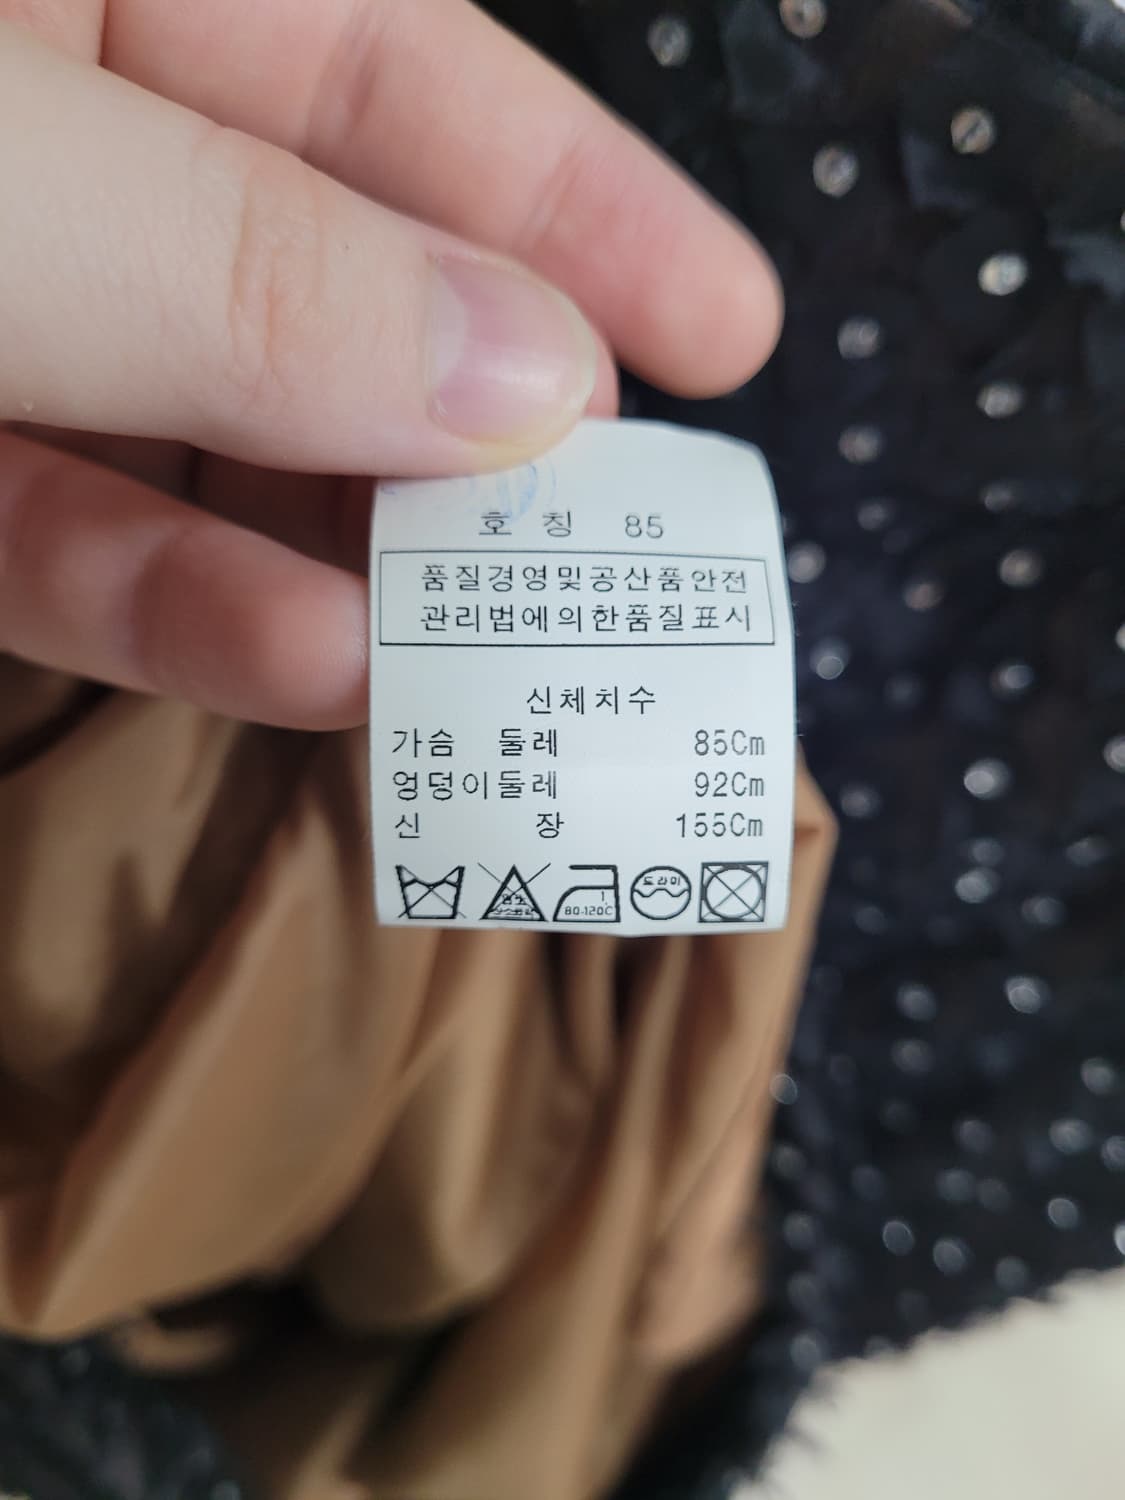 호 칭 85
품질경영및공산품안전
관리법에의한품질표시
신체치수
가슴 둘레 85Cm
엉덩이둘레 92Cm
신 장 155Cm
1
80-120C
드라이